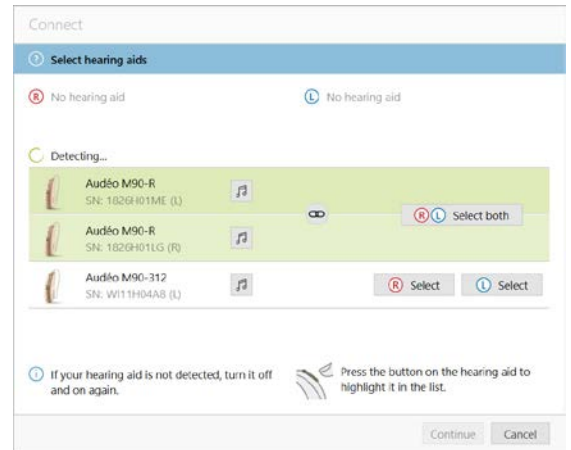 Connect
Select hearing aids
R No hearing aid
L No hearing aid
Detecting...
Audéo M90-R
SN: 1826H01ME (L)
Audéo M90-R
SN: 1826H01LG (R)
R L Select both
Audéo M90-312
SN: WI11H04AB (L)
R Select
L Select
If your hearing aid is not detected, turn it off
and on again.
Press the button on the hearing aid to
highlight it in the list.
Continue
Cancel